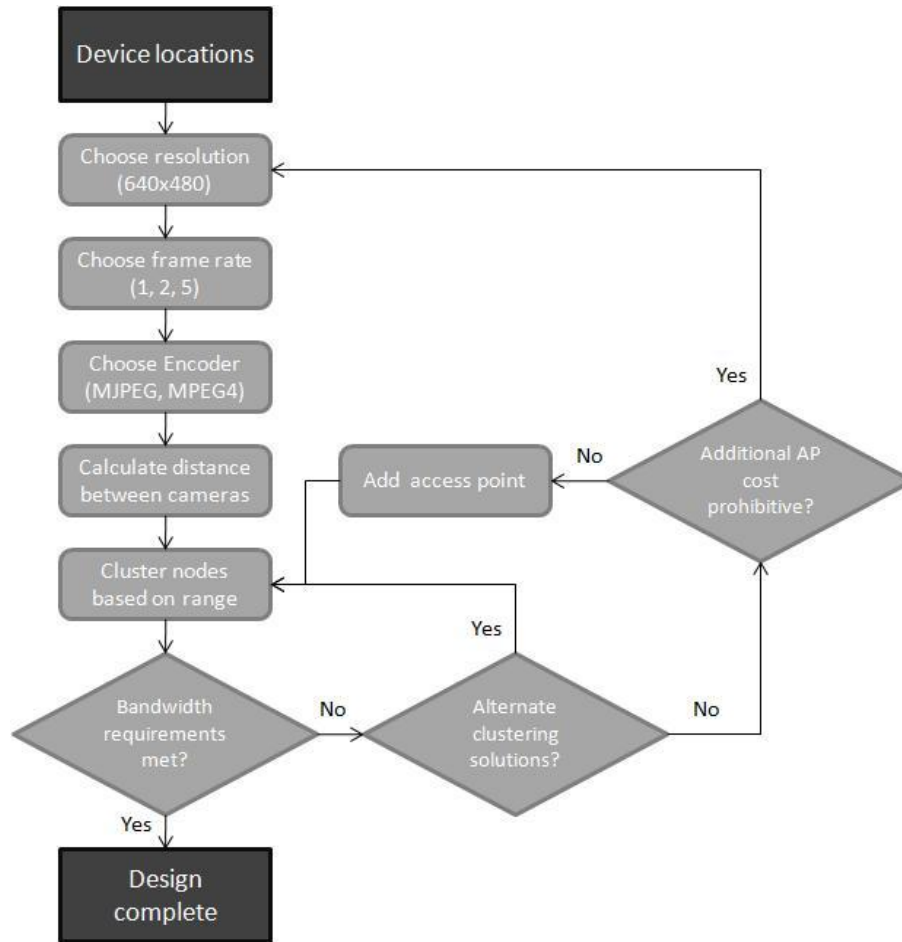 Device locations
Choose resolution
(640x480)
Choose frame rate
(1, 2, 5)
Choose Encoder
(MJPEG, MPEG4)
Calculate distance
between cameras
Cluster nodes
based on range
Bandwidth
requirements
met?
No
Yes
Design
complete
Alternate
clustering
solutions?
Yes
No
Additional AP
cost
prohibitive?
Yes
No
Add access point